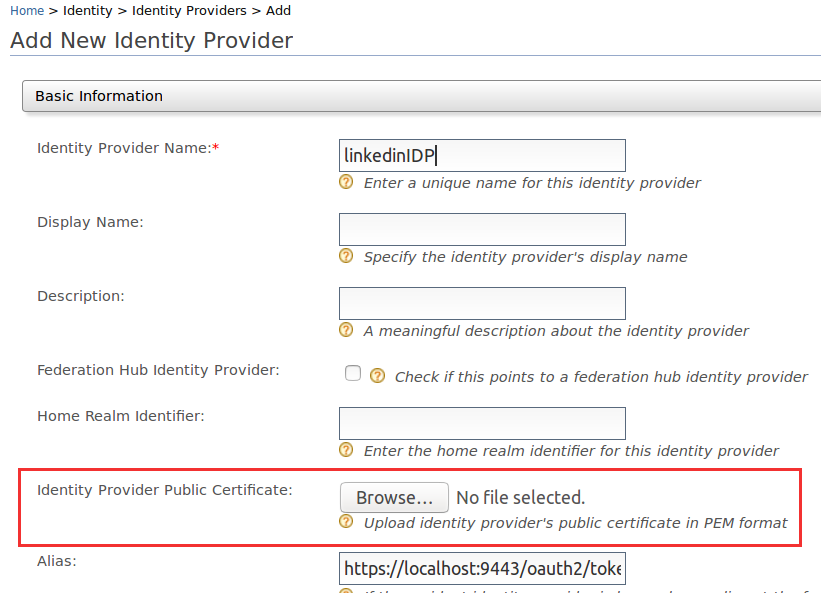 Home > Identity > Identity Providers > Add
Add New Identity Provider
Basic Information
Identity Provider Name:*
linkedinIDP
? Enter a unique name for this identity provider
Display Name:
? Specify the identity provider's display name
Description:
? A meaningful description about the identity provider
Federation Hub Identity Provider:
? Check if this points to a federation hub identity provider
Home Realm Identifier:
? Enter the home realm identifier for this identity provider
Identity Provider Public Certificate:
Browse... No file selected.
? Upload identity provider's public certificate in PEM format
Alias:
https://localhost:9443/oauth2/toke